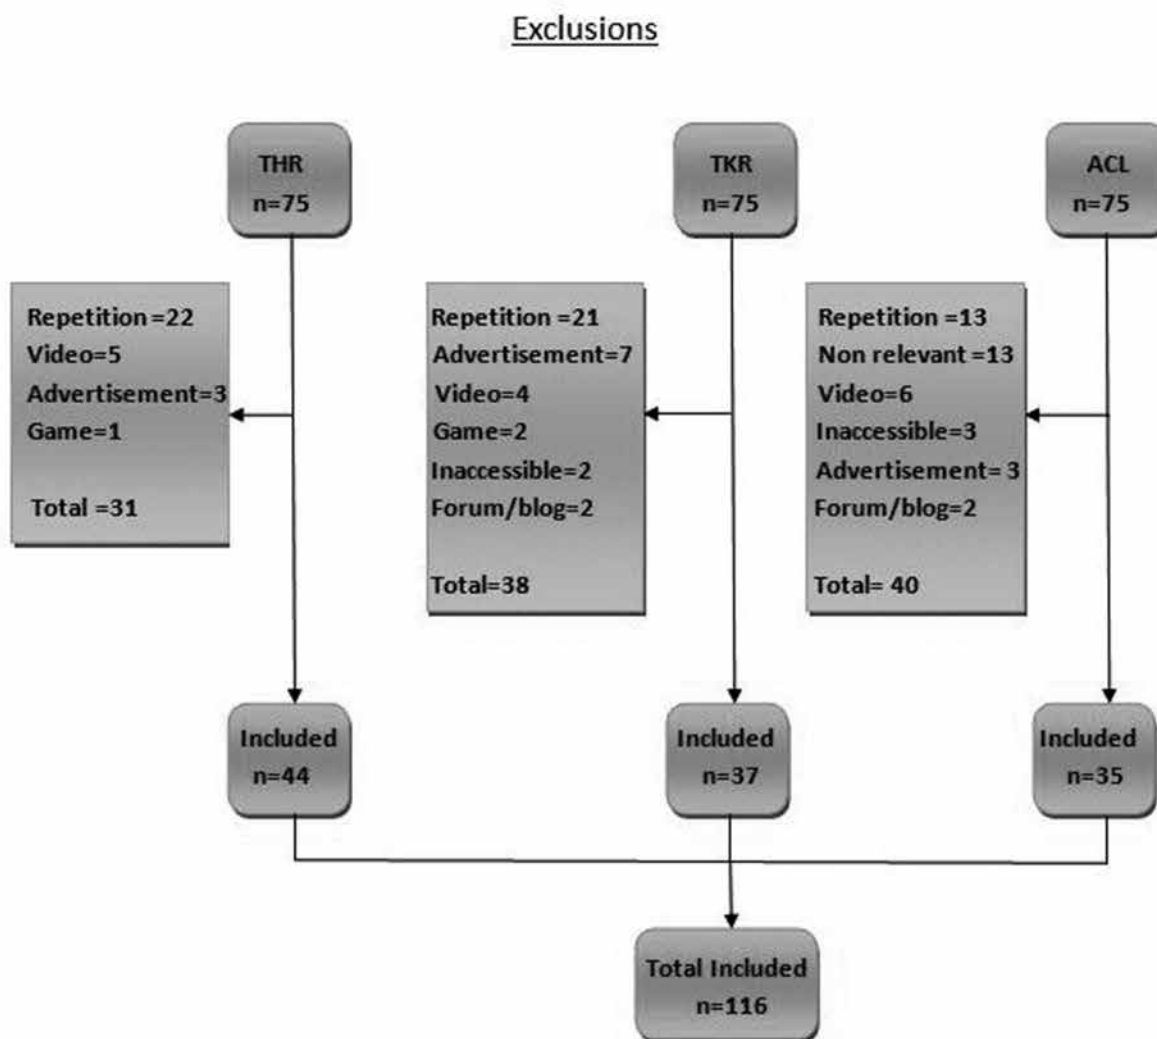 Exclusions
THR
n=75
TKR
n=75
ACL
n=75
Repetition =22
Video=5
Advertisement=3
Game=1
Total =31
Repetition =21
Advertisement=7
Video=4
Game=2
Inaccessible=2
Forum/blog=2
Total=38
Repetition =13
Non relevant =13
Video=6
Inaccessible=3
Advertisement= 3
Forum/blog=2
Total= 40
Included
n=44
Included
n=37
Included
n=35
Total Included
n=116